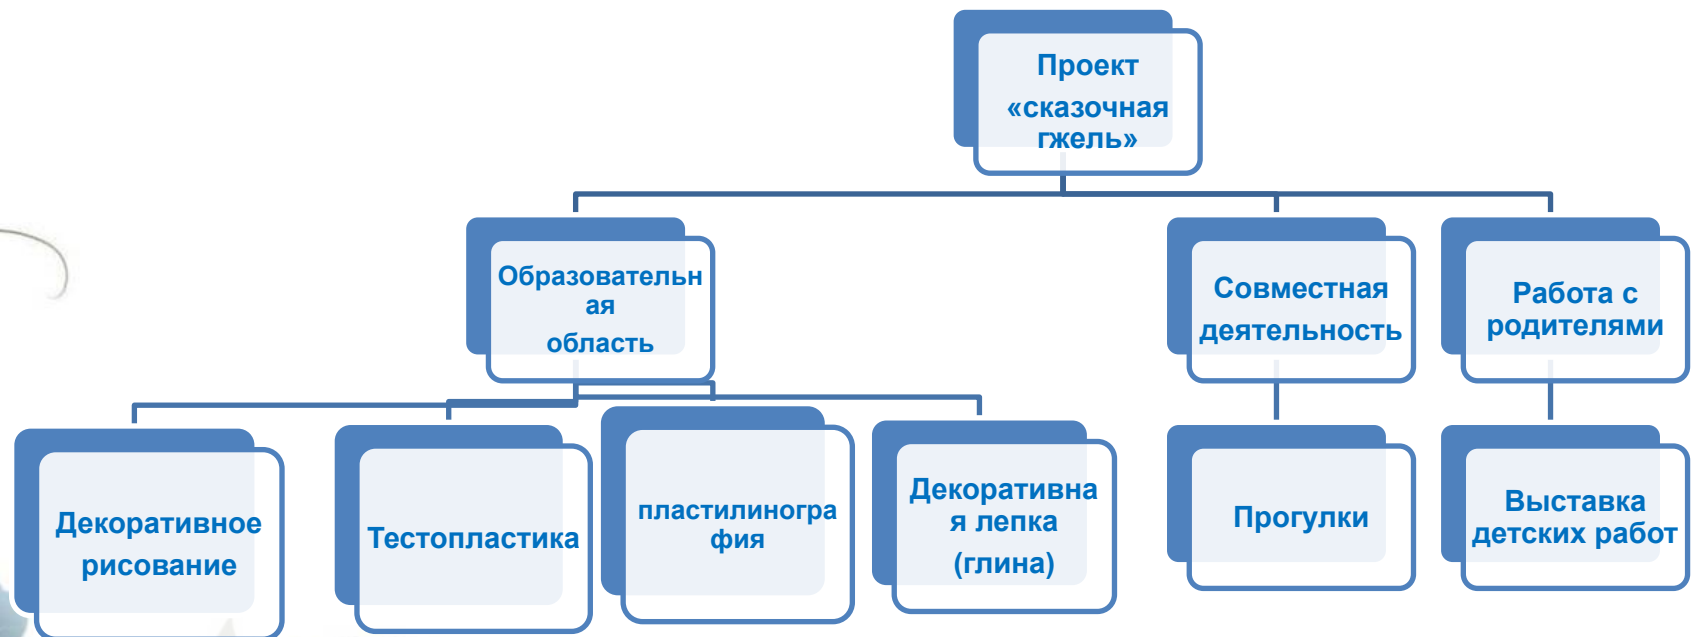 Проект
«сказочная
гжель»
Образовательн
ая
область
Совместная
деятельность
Работа с
родителями
Декоративное
рисование
Тестопластика
пластилиногра
фия
Декоративна
я лепка
(глина)
Прогулки
Выставка
детских работ